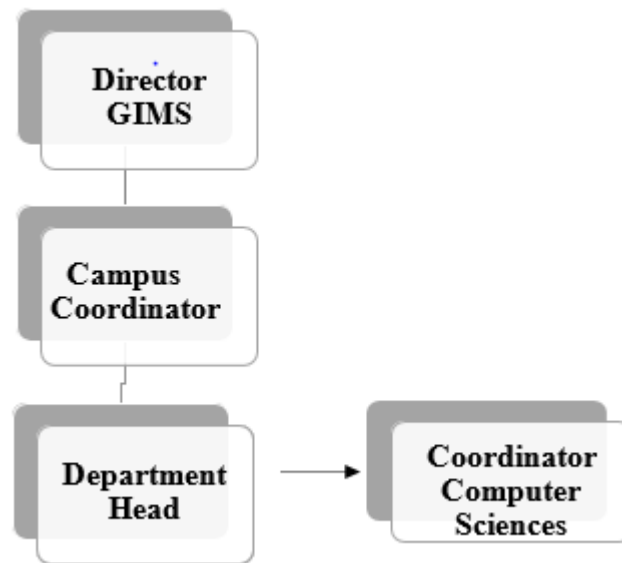 Director
GIMS
Campus
Coordinator
Department
Head
Coordinator
Computer
Sciences